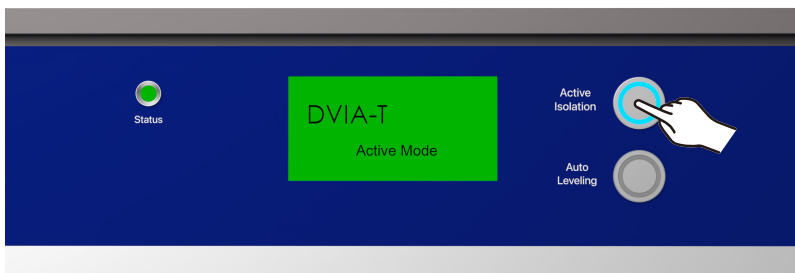 Status
DVIA-T
Active Mode
Active
Isolation
Auto
Leveling